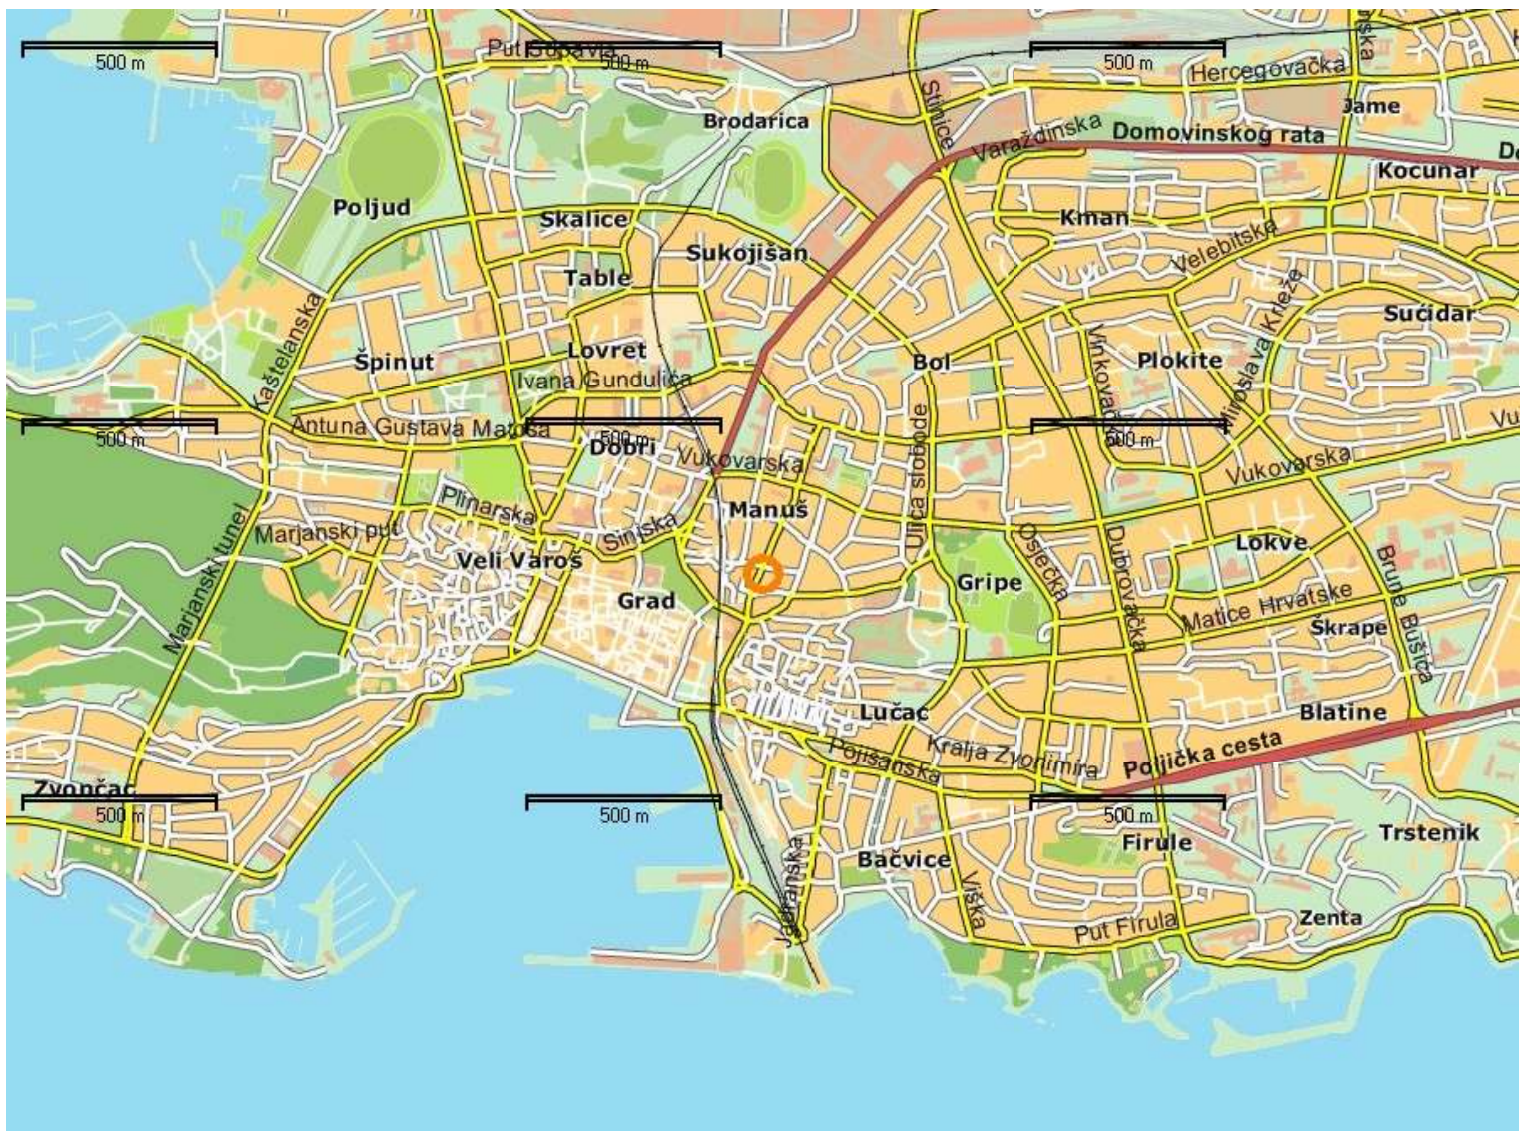 Put Supavla
500 m
500 m
500 m
Hercegovačka
Jame
Brodarica
Stinice
Varaždinska
Domovinskog rata
Kocunar
Poljud
Skalice
Kman
Velebitska
Sukojišan
Table
Miroslava Krleže
Sućidar
Kaštelanska
Špinut
Lovret
Bol
Vinkovačka
Plokite
Ivana Gundulića
Antuna Gustava Matoša
500 m
500 m
500 m
Dobri
Vukovarska
Ulica slobode
Vukovarska
Plinarska
Manuš
Marjanski tunel
Marjanski put
Sinjska
Veli Varoš
Osiečka
Dubrovačka
Lokve
Brune Bušića
Grad
Gripe
Matice Hrvatske
Škrape
Lučac
Blatine
Pojišanska
Kralja Zvonimira
Poljička cesta
Zvončac
500 m
500 m
500 m
Jadranska
Bačvice
Firule
Trstenik
Viška
Put Firula
Zenta